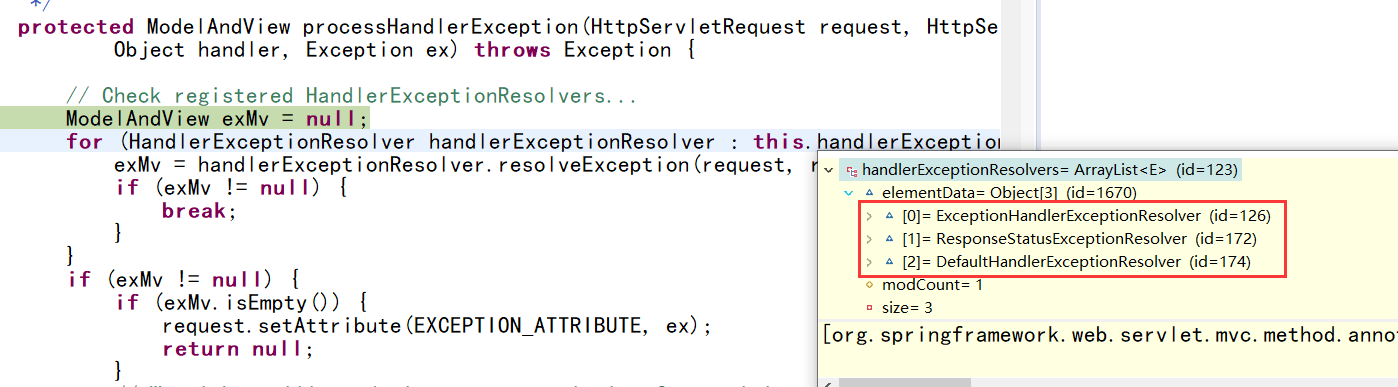 */
protected ModelAndView processHandlerException(HttpServletRequest request, HttpSe
Object handler, Exception ex) throws Exception {
// Check registered HandlerExceptionResolvers...
ModelAndView exMv = null;
for (HandlerExceptionResolver handlerExceptionResolver : this.handlerException
exMv = handlerExceptionResolver.resolveException(request, r
if (exMv != null) {
break;
}
}
if (exMv != null) {
if (exMv.isEmpty()) {
request.setAttribute(EXCEPTION_ATTRIBUTE, ex);
return null;
}
handlerExceptionResolvers= ArrayList<E> (id=123)
elementData= Object[3] (id=1670)
[0]= ExceptionHandlerExceptionResolver (id=126)
[1]= ResponseStatusExceptionResolver (id=172)
[2]= DefaultHandlerExceptionResolver (id=174)
modCount= 1
size= 3
[org.springframework.web.servlet.mvc.method.anno